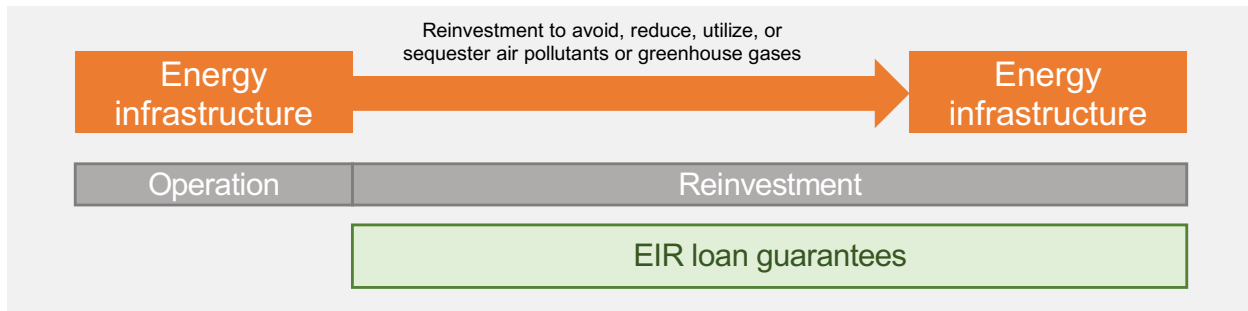 Reinvestment to avoid, reduce, utilize, or
sequester air pollutants or greenhouse gases
Energy
infrastructure
Energy
infrastructure
Operation
Reinvestment
EIR loan guarantees